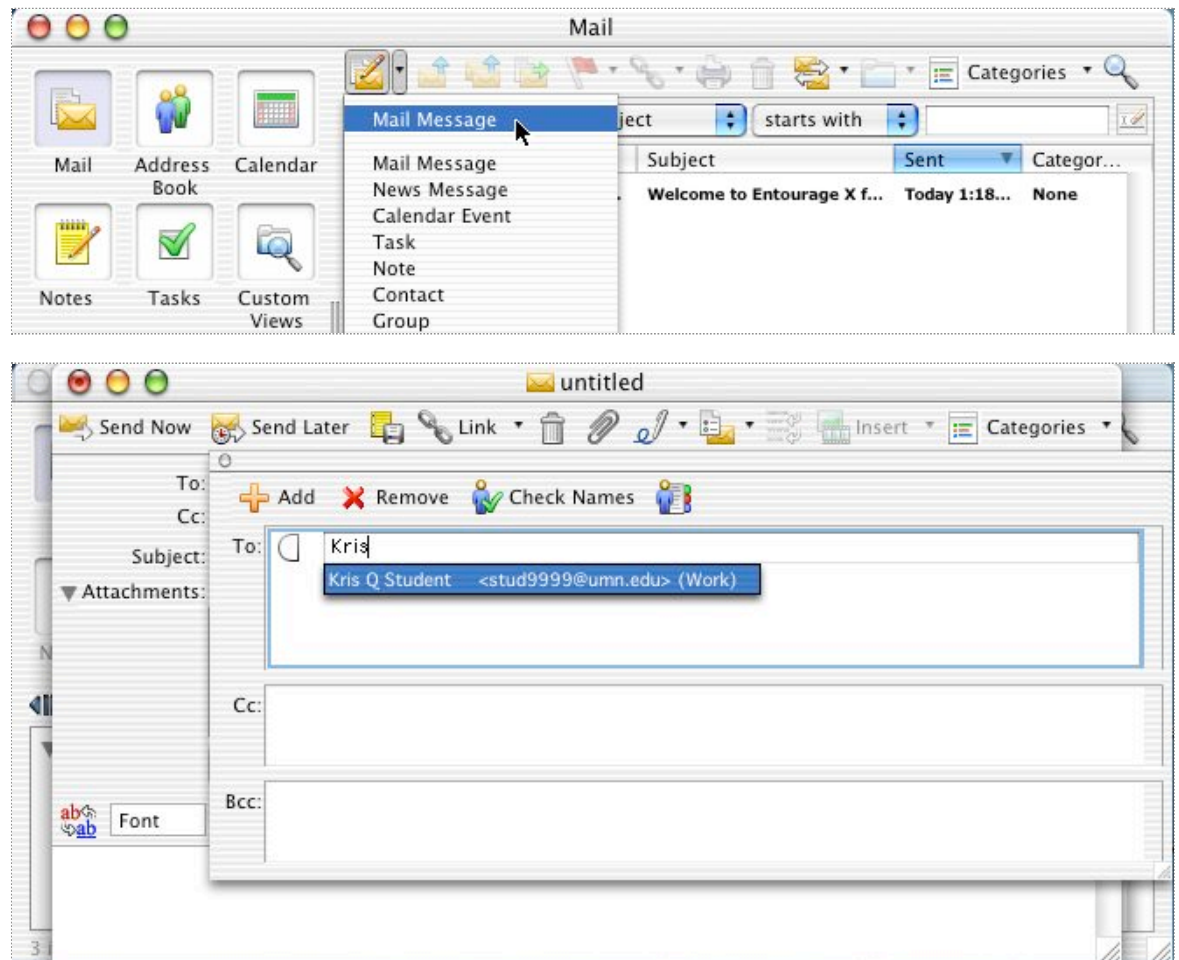 Mail
Categories
Mail Message
ject
starts with
Mail
Address Book
Calendar
Mail Message
News Message
Calendar Event
Task
Note
Contact
Group
Subject
Sent
Categor...
Welcome to Entourage X f...
Today 1:18...
None
Notes
Tasks
Custom Views
untitled
Send Now
Send Later
Link
Insert
Categories
To:
Cc:
Subject:
Attachments:
Add
Remove
Check Names
To:
Kris
Kris Q Student <stud9999@umn.edu> (Work)
Cc:
Bcc:
abc
ab
Font
N
3 i